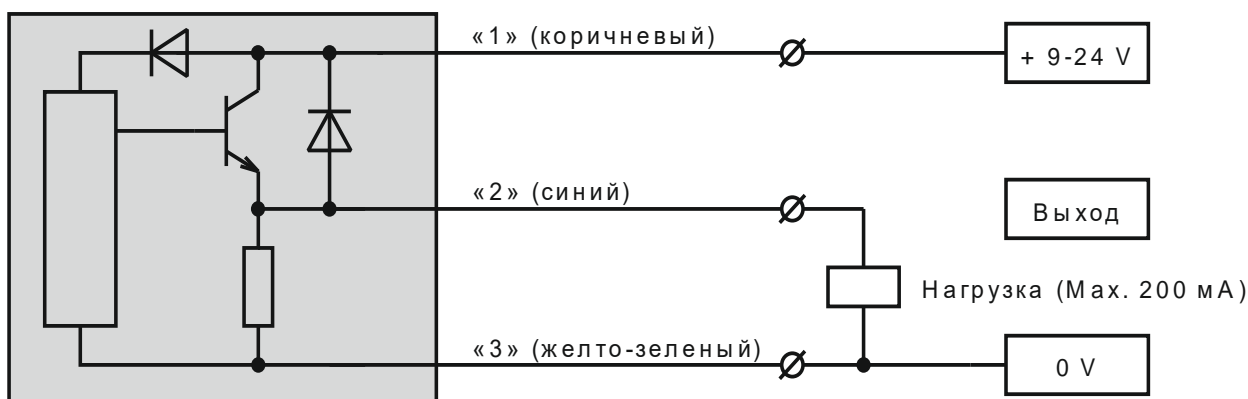 «1» (коричневый)
+ 9-24 V
«2» (синий)
Выход
Нагрузка (Max. 200 мА)
«3» (желто-зеленый)
0 V